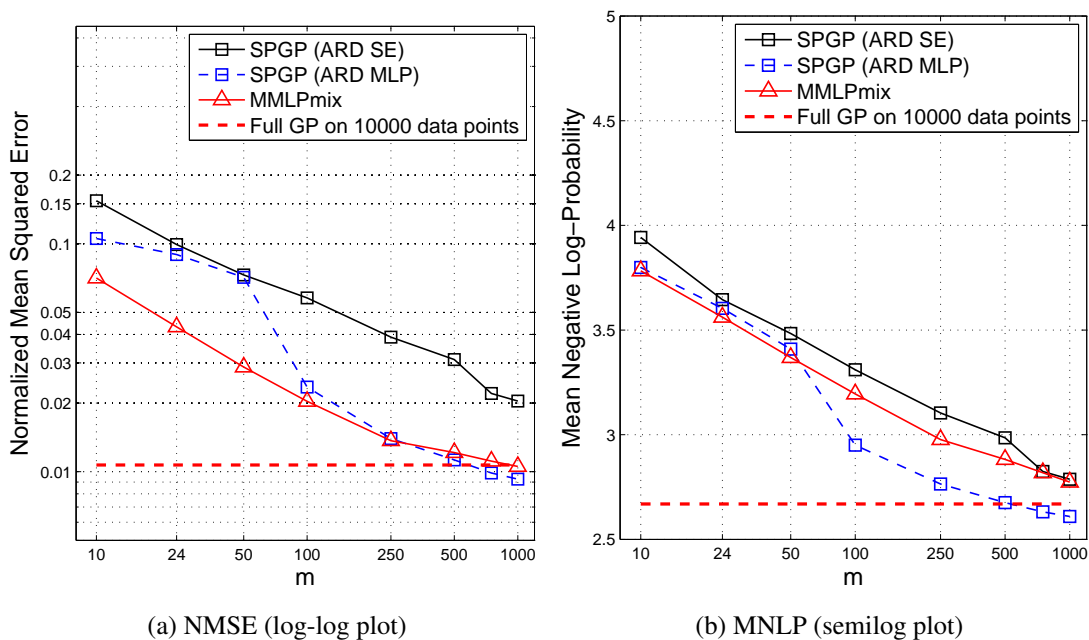 SPGP (ARD SE)
SPGP (ARD MLP)
MMLPmix
Full GP on 10000 data points
Normalized Mean Squared Error
0.2
0.15
0.1
0.05
0.04
0.03
0.02
0.01
10 24 50 100 250 500 1000
m
(a) NMSE (log-log plot)
SPGP (ARD SE)
SPGP (ARD MLP)
MMLPmix
Full GP on 10000 data points
Mean Negative Log–Probability
5
4.5
4
3.5
3
2.5
10 24 50 100 250 500 1000
m
(b) MNLP (semilog plot)